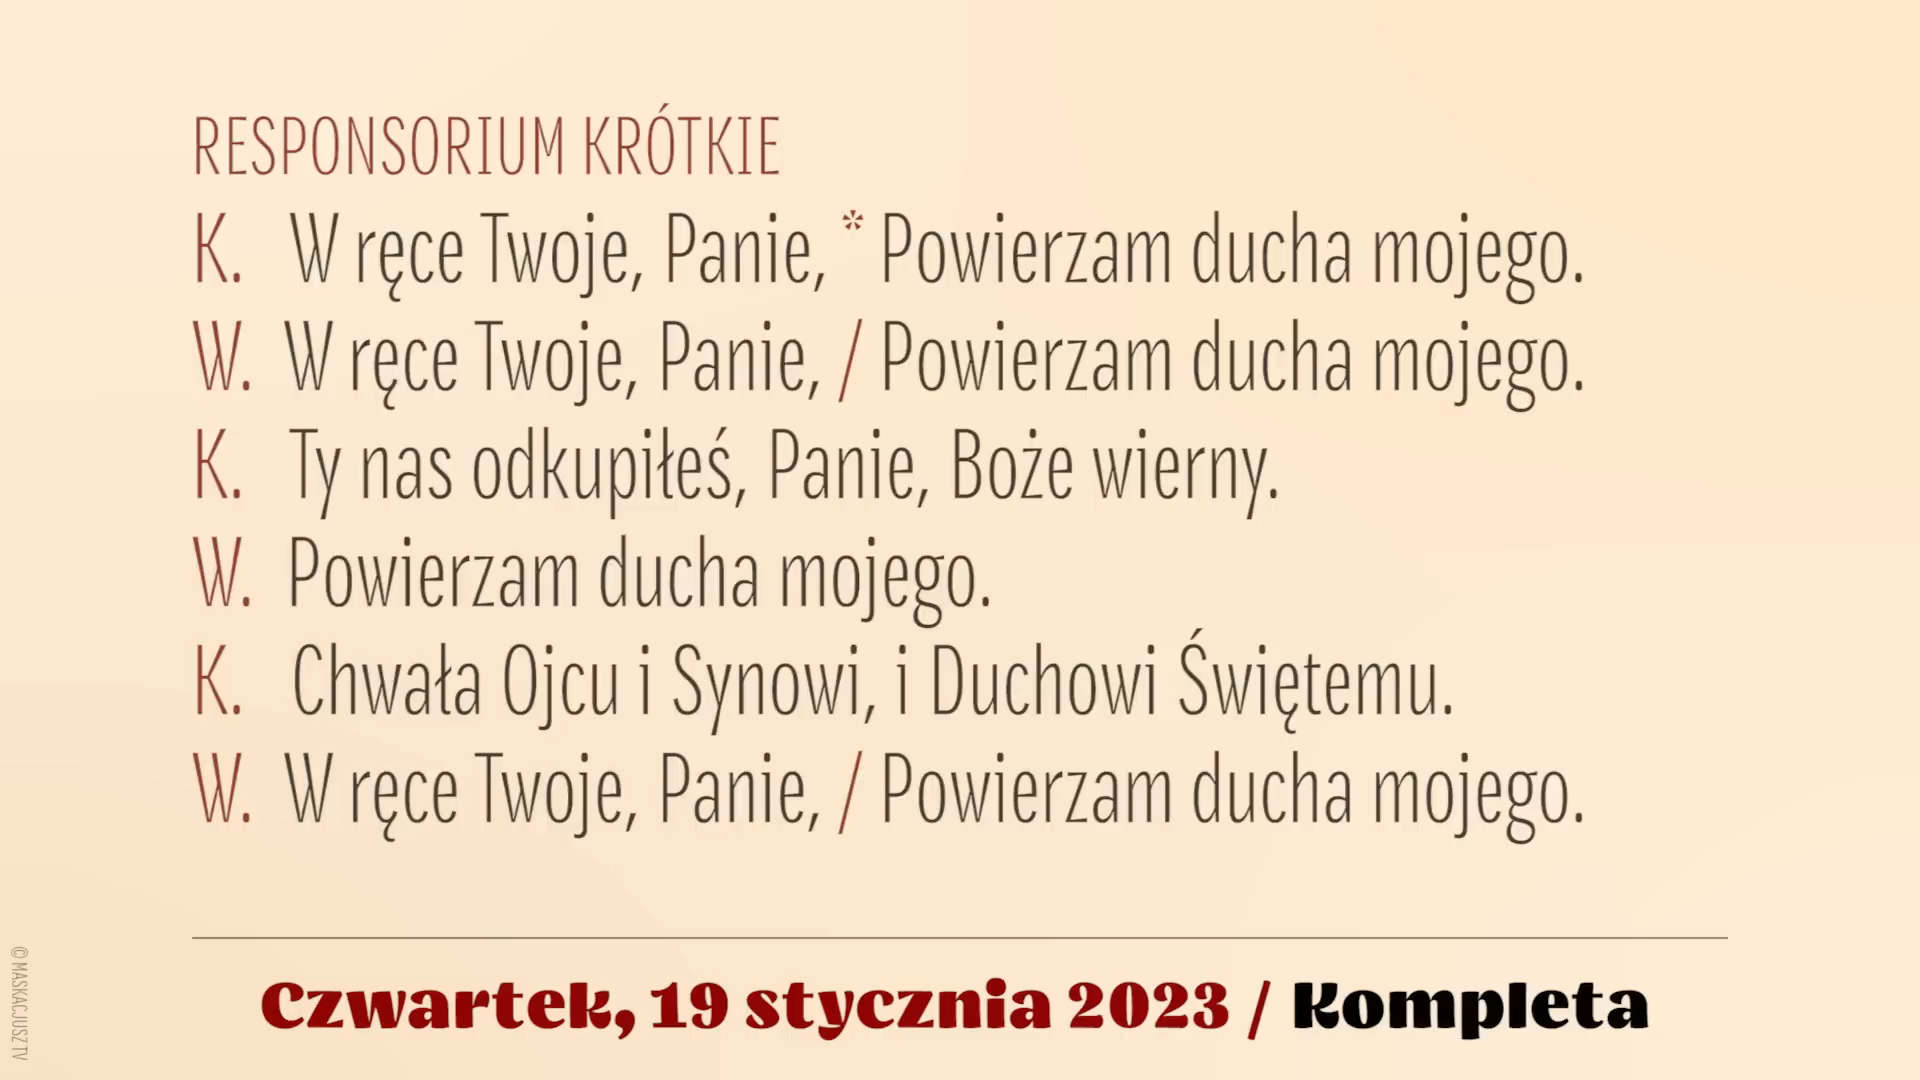 RESPONSORIUM KRÓTKIE
K. W ręce Twoje, Panie, * Powierzam ducha mojego.
W. W ręce Twoje, Panie, / Powierzam ducha mojego.
K. Ty nas odkupiłeś, Panie, Boże wierny.
W. Powierzam ducha mojego.
K. Chwała Ojcu i Synowi, i Duchowi Świętemu.
W. W ręce Twoje, Panie, / Powierzam ducha mojego.
Czwartek, 19 stycznia 2023 / Kompleta
© MASKACJUSZ TV